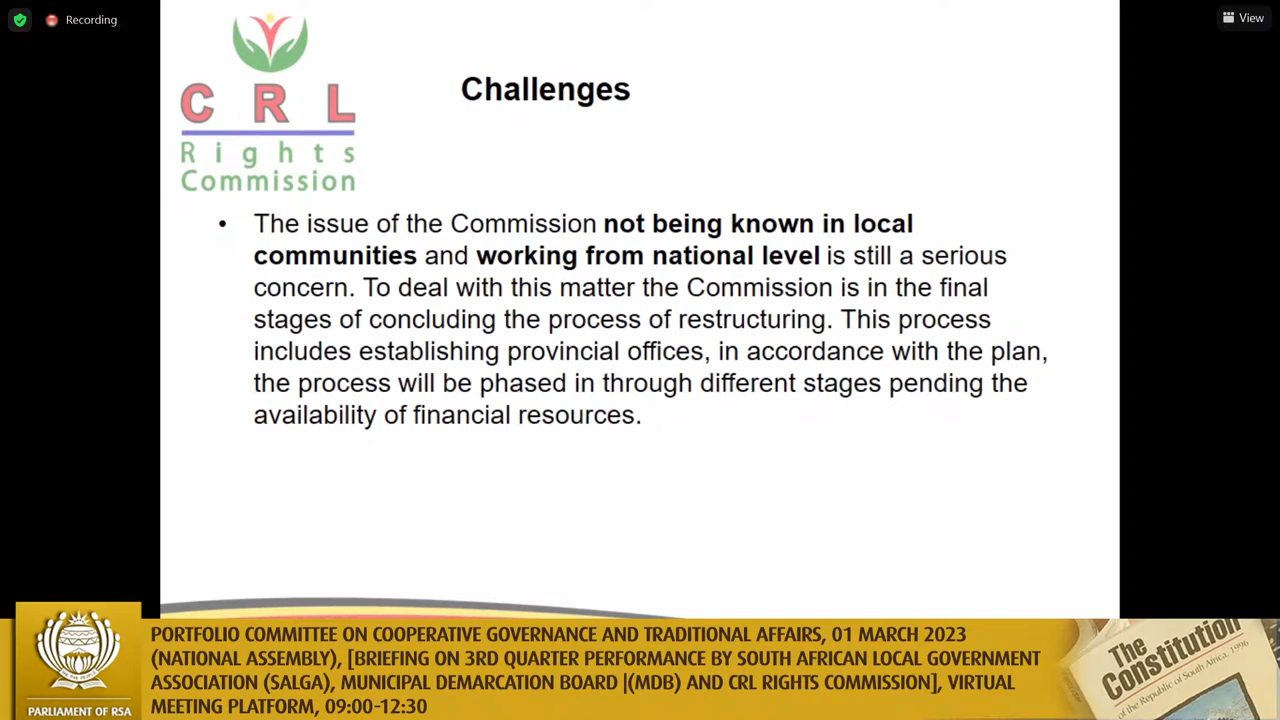 Recording
View
C R L
Rights
Commission
Challenges
• The issue of the Commission not being known in local
communities and working from national level is still a serious
concern. To deal with this matter the Commission is in the final
stages of concluding the process of restructuring. This process
includes establishing provincial offices, in accordance with the plan,
the process will be phased in through different stages pending the
availability of financial resources.
PORTFOLIO COMMITTEE ON COOPERATIVE GOVERNANCE AND TRADITIONAL AFFAIRS, 01 MARCH 2023
(NATIONAL ASSEMBLY), [BRIEFING ON 3RD QUARTER PERFORMANCE BY SOUTH AFRICAN LOCAL GOVERNMENT
ASSOCIATION (SALGA), MUNICIPAL DEMARCATION BOARD |(MDB) AND CRL RIGHTS COMMISSION], VIRTUAL
MEETING PLATFORM, 09:00-12:30
PARLIAMENT OF RSA
The
Constitution
of the Republic of South Africa, 1996